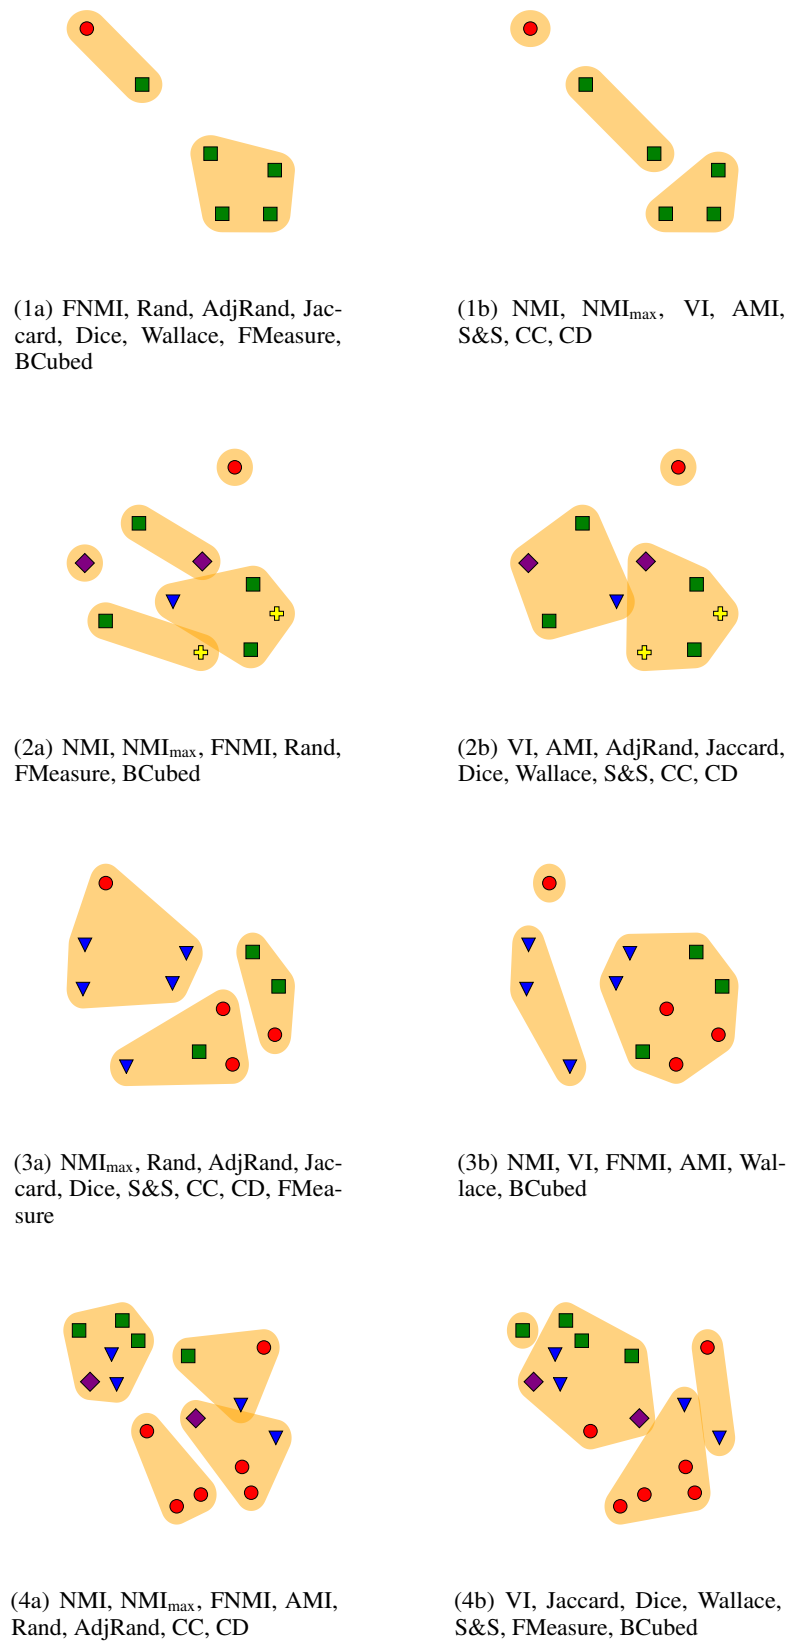 (1a) FNMI, Rand, AdjRand, Jac-
card, Dice, Wallace, FMeasure,
BCubed
(1b) NMI, NMImax, VI, AMI,
S&S, CC, CD
(2a) NMI, NMImax, FNMI, Rand,
FMeasure, BCubed
(2b) VI, AMI, AdjRand, Jaccard,
Dice, Wallace, S&S, CC, CD
(3a) NMImax, Rand, AdjRand, Jac-
card, Dice, S&S, CC, CD, FMea-
sure
(3b) NMI, VI, FNMI, AMI, Wal-
lace, BCubed
(4a) NMI, NMImax, FNMI, AMI,
Rand, AdjRand, CC, CD
(4b) VI, Jaccard, Dice, Wallace,
S&S, FMeasure, BCubed